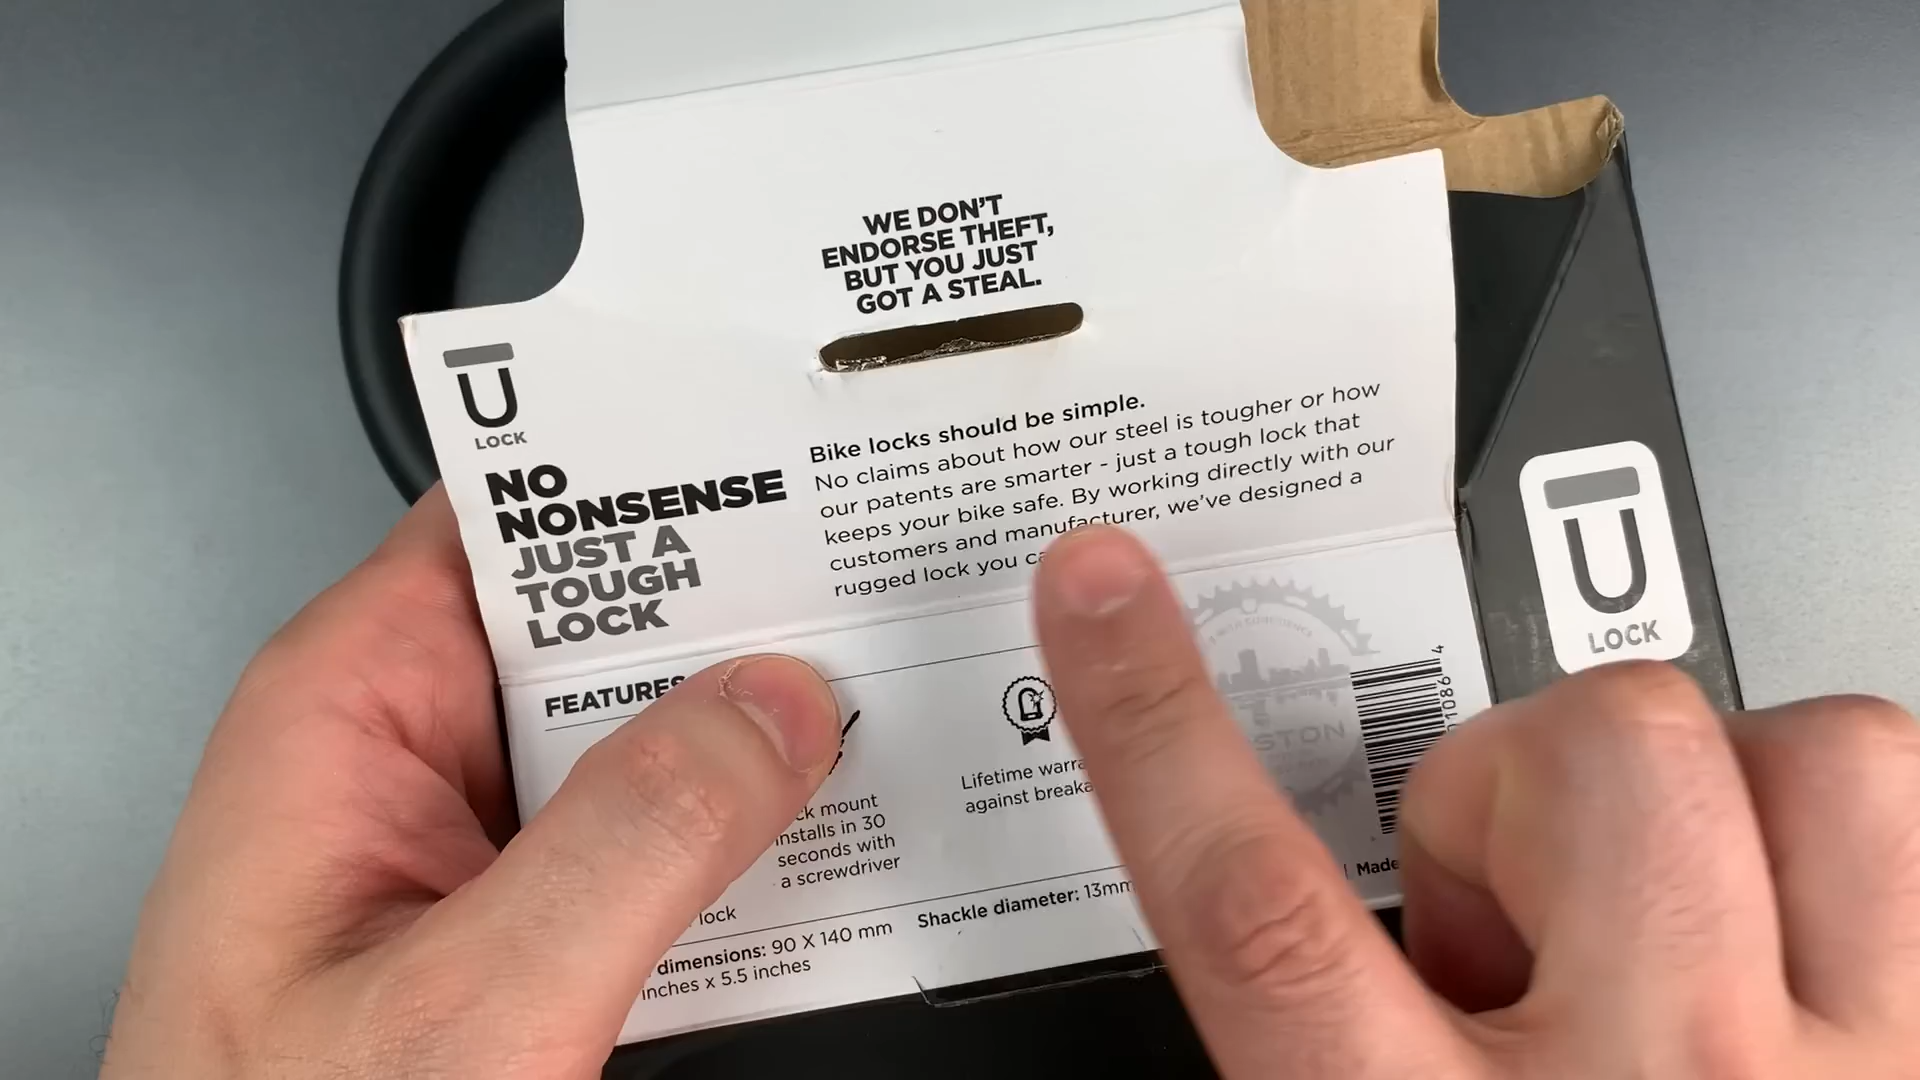 WE DON'T
ENDORSE THEFT,
BUT YOU JUST
GOT A STEAL.
U
LOCK
NO
NONSENSE
JUST A
TOUGH
LOCK
Bike locks should be simple.
No claims about how our steel is tougher or how
our patents are smarter - just a tough lock that
keeps your bike safe. By working directly with our
customers and manufacturer, we've designed a
rugged lock you
U
LOCK
FEATURES
mount
installs in 30
seconds with
a screwdriver
lock
Lifetime
against
dimensions: 90 X 140 mm
inches x 5.5 inches
Shackle diameter: 13mm
Made
4